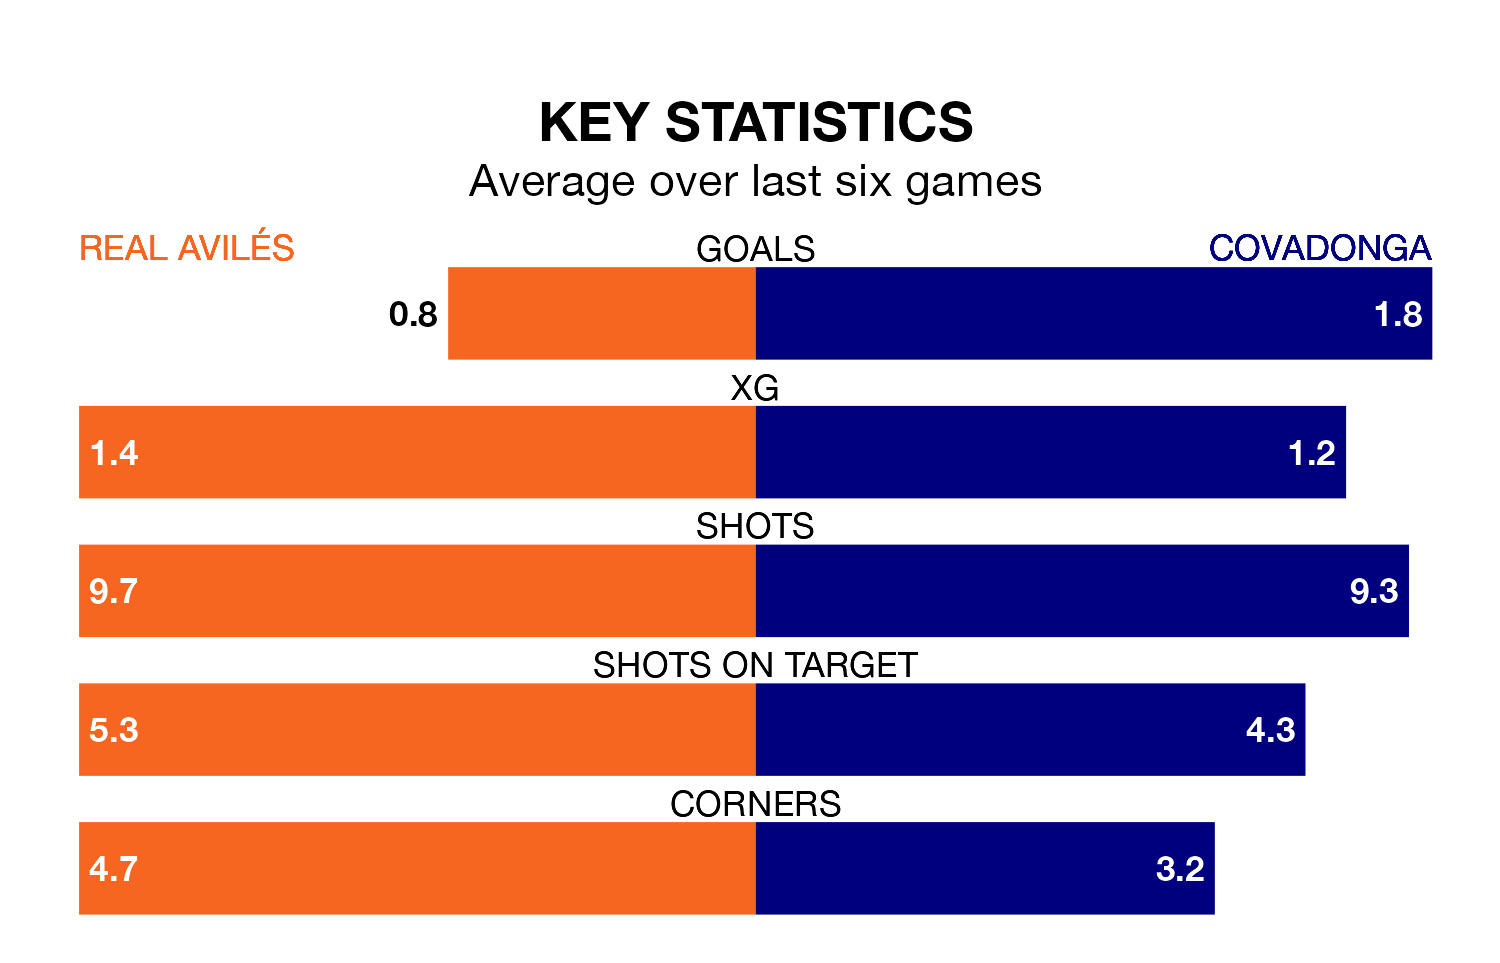 KEY STATISTICS
Average over last six games
REAL AVILÉS GOALS COVADONGA
0.8 1.8
XG
1.4 1.2
SHOTS
9.7 9.3
SHOTS ON TARGET
5.3 4.3
CORNERS
4.7 3.2